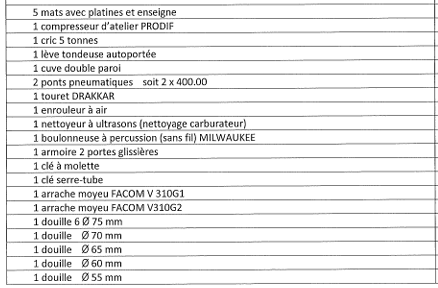 5 mats avec platines et enseigne
1 compresseur d'atelier PRODIF
1 cric 5 tonnes
1 lève tondeuse autoportée
1 cuve double paroi
2 ponts pneumatiques soit 2 x 400.00
1 touret DRAKKAR
1 enrouleur à air
1 nettoyeur à ultrasons (nettoyage carburateur)
1 boulonneuse à percussion (sans fil) MILWAUKEE
1 armoire 2 portes glissières
1 clé à molette
1 clé serre-tube
1 arrache moyeu FACOM V 310G1
1 arrache moyeu FACOM V310G2
1 douille 6 Ø 75 mm
1 douille Ø 70 mm
1 douille Ø 65 mm
1 douille Ø 60 mm
1 douille Ø 55 mm